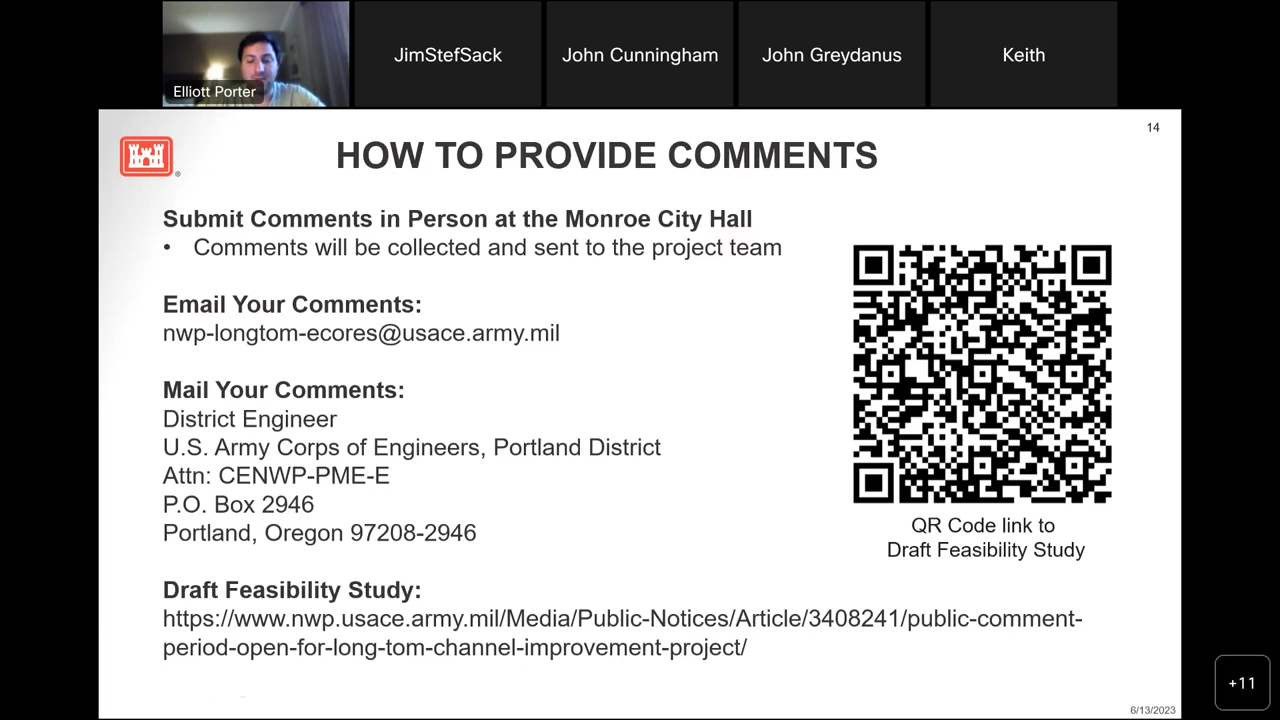 JimStefSack
John Cunningham
John Greydanus
Keith
Elliott Porter
14
HOW TO PROVIDE COMMENTS
Submit Comments in Person at the Monroe City Hall
• Comments will be collected and sent to the project team
Email Your Comments:
nwp-longtom-ecores@usace.army.mil
Mail Your Comments:
District Engineer
U.S. Army Corps of Engineers, Portland District
Attn: CENWP-PME-E
P.O. Box 2946
Portland, Oregon 97208-2946
QR Code link to
Draft Feasibility Study
Draft Feasibility Study:
https://www.nwp.usace.army.mil/Media/Public-Notices/Article/3408241/public-comment-
period-open-for-long-tom-channel-improvement-project/
+11
6/13/2023